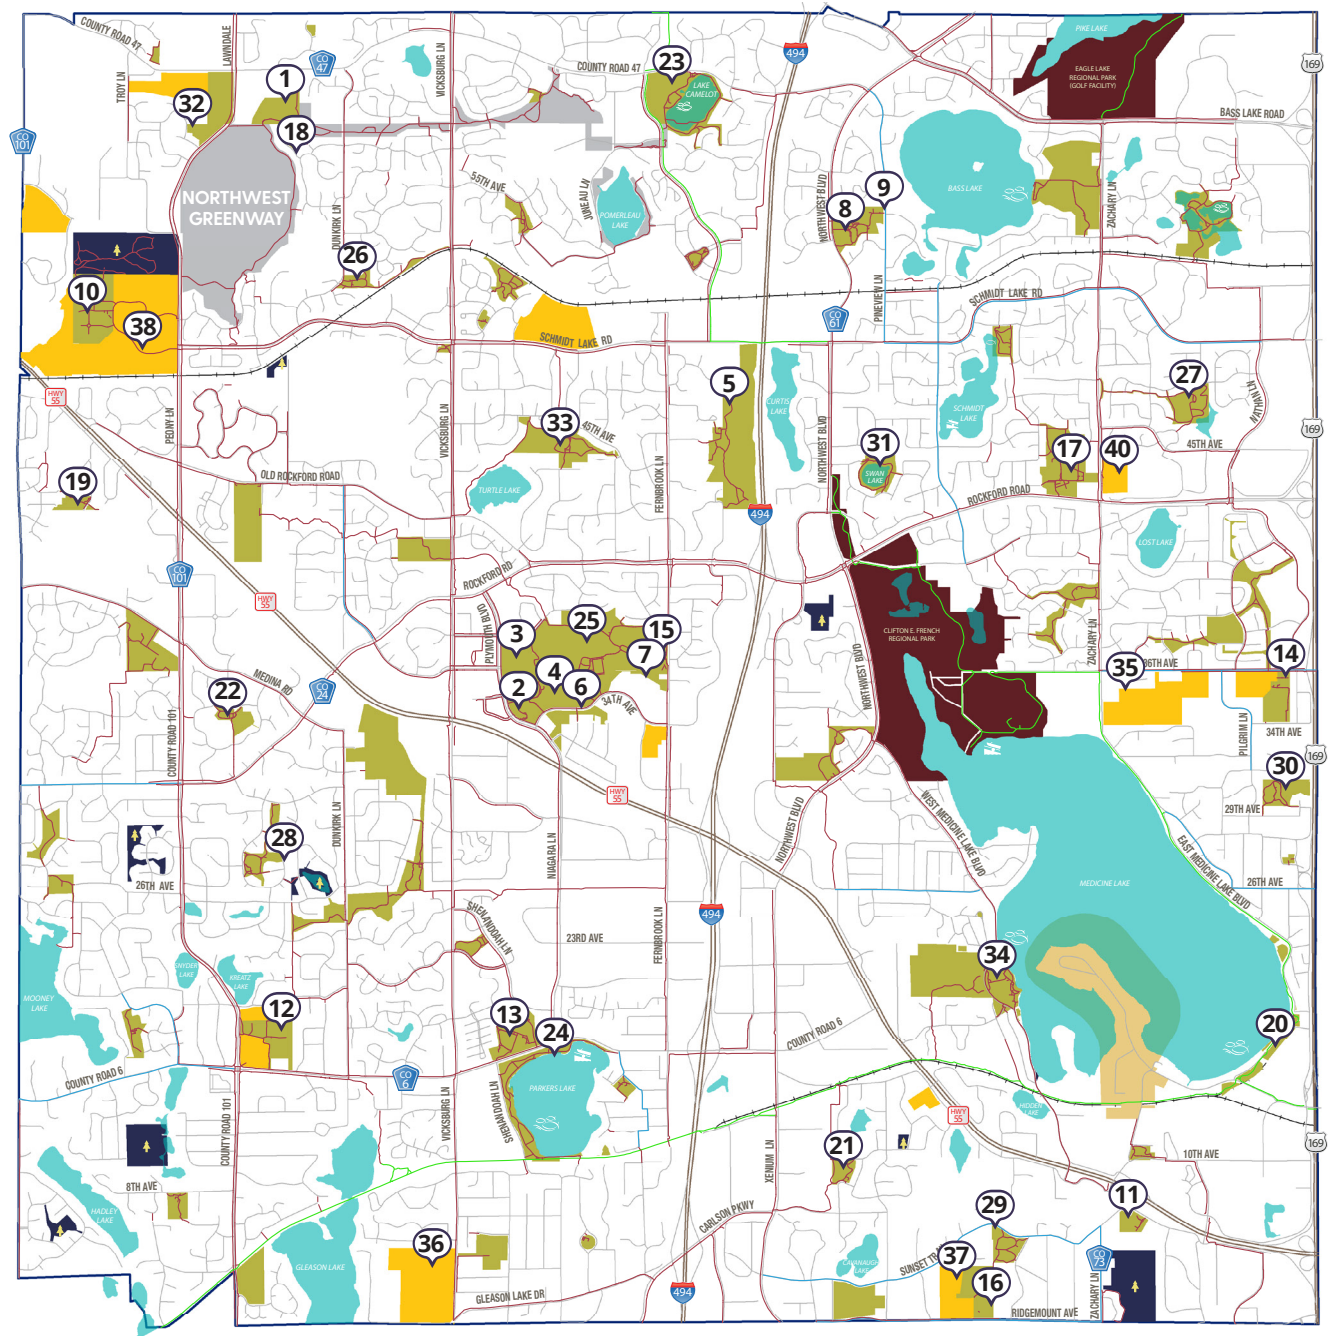 COUNTY ROAD 47
LAWNDALE
CO
47
VICKSBURG LN
COUNTY ROAD 47
23
494
PIKE LAKE
169
EAGLE LAKE
REGIONAL PARK
(GOLF FACILITY)
TROY LN
32
1
18
LAKE
CAMELOT
BASS LAKE ROAD
CO
101
NORTHWEST
GREENWAY
55TH AVE
JUNEAU LN
POMERLEAU
LAKE
NORTHWEST BLVD
8
9
BASS LAKE
ZACHARY LN
DUNKIRK LN
26
10
38
PINEVIEW LN
CO
61
SCHMIDT LAKE RD
SCHMIDT LAKE RD
HWY
55
5
CURTIS
LAKE
27
NATHAN LN
PEONY LN
VICKSBURG LN
33
45TH AVE
NORTHWEST BLVD
SCHMIDT
LAKE
31
SWAN
LAKE
17
40
45TH AVE
169
19
OLD ROCKFORD ROAD
TURTLE LAKE
FERNBROOK LN
494
ROCKFORD ROAD
LOST LAKE
CO
101
HWY
55
ROCKFORD RD
PLYMOUTH BLVD
3
25
15
7
CLIFTON E. FRENCH
REGIONAL PARK
ZACHARY LN
36TH AVE
35
14
MEDINA RD
CO
24
22
2
4
6
34TH AVE
NORTHWEST BLVD
34TH AVE
PILGRIM LN
COUNTY ROAD 101
169
30
29TH AVE
HWY
55
DUNKIRK LN
28
NIAGARA LN
NORTHWEST BLVD
WEST MEDICINE LAKE BLVD
EAST MEDICINE LAKE BLVD
26TH AVE
MEDICINE LAKE
26TH AVE
SHENANDOAH LN
23RD AVE
FERNBROOK LN
494
34
SNYDER
LAKE
KREATZ
LAKE
MOONEY
LAKE
12
13
24
COUNTY ROAD 6
20
COUNTY ROAD 6
CO
6
PARKERS LAKE
SHENANDOAH LN
VICKSBURG LN
COUNTY ROAD 101
HWY
55
HIDDEN
LAKE
169
XENIUM LN
21
10TH AVE
8TH AVE
HADLEY
LAKE
CARLSON PKWY
29
11
36
GLEASON LAKE
CAVANAUGH
LAKE
SUNSET TR
37
16
CO
73
ZACHARY LN
GLEASON LAKE DR
494
RIDGEMOUNT AVE